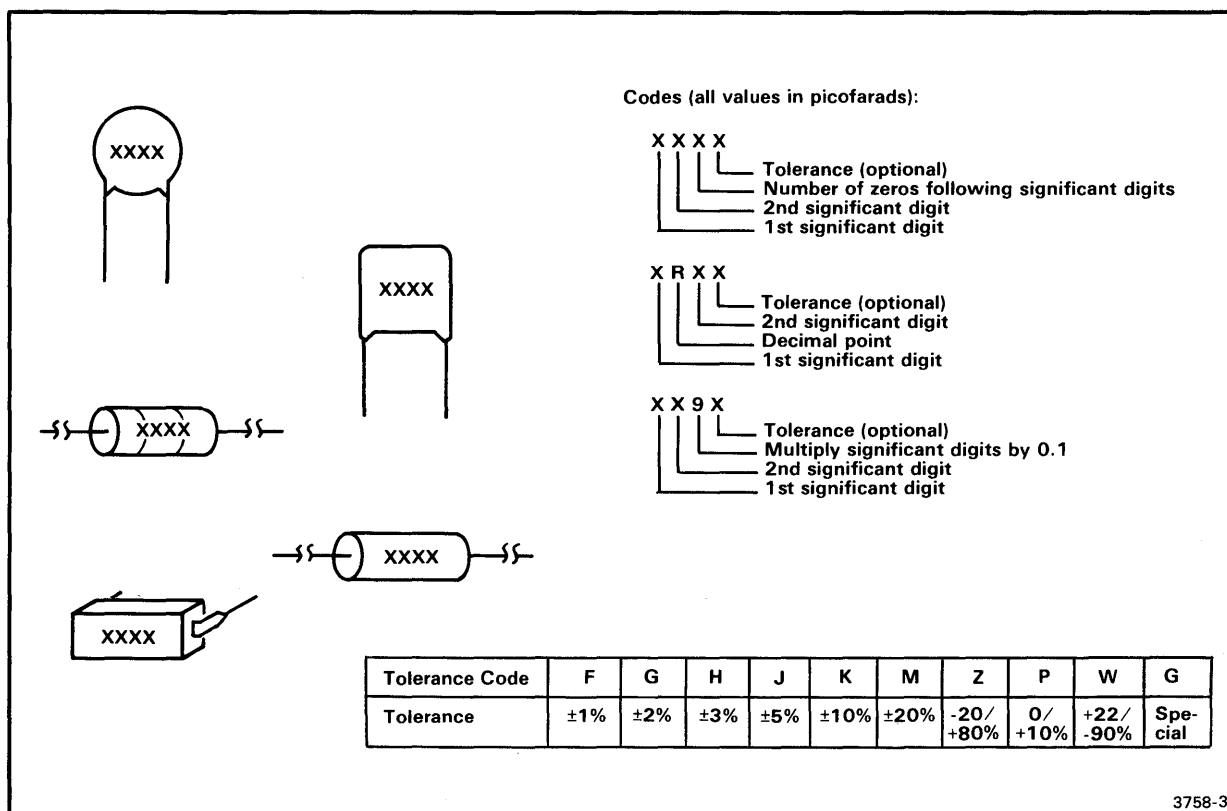 XXXX
XXXX
XXXX
XXXX
XXXX
Codes (all values in picofarads):
X X X X
Tolerance (optional)
Number of zeros following significant digits
2nd significant digit
1st significant digit
X R X X
Tolerance (optional)
2nd significant digit
Decimal point
1st significant digit
X X 9 X
Tolerance (optional)
Multiply significant digits by 0.1
2nd significant digit
1st significant digit
Tolerance Code F G H J K M Z P W G
Tolerance ±1% ±2% ±3% ±5% ±10% ±20% -20/ +80% 0/ +10% +22/ -90% Spe- cial
3758-3